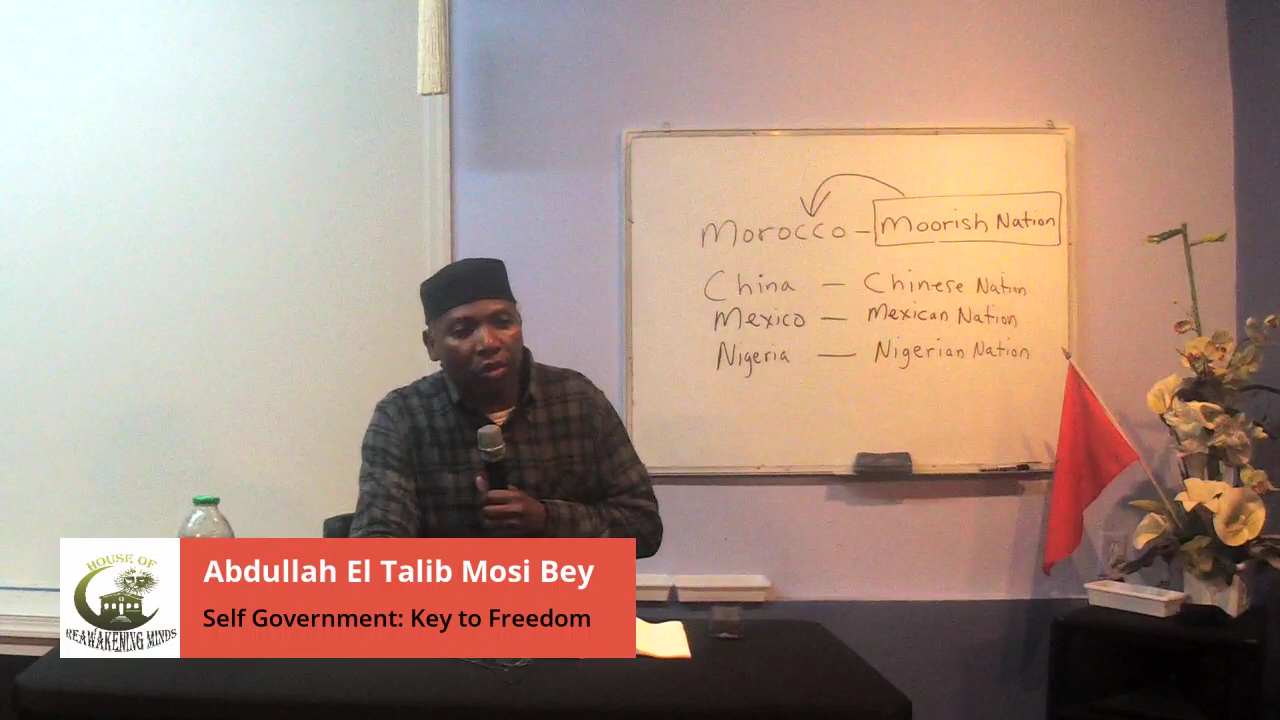 Morocco – Moorish Nation
China — Chinese Nation
Mexico — Mexican Nation
Nigeria — Nigerian Nation
HOUSE OF
REAWAKENING MINDS
Abdullah El Talib Mosi Bey
Self Government: Key to Freedom